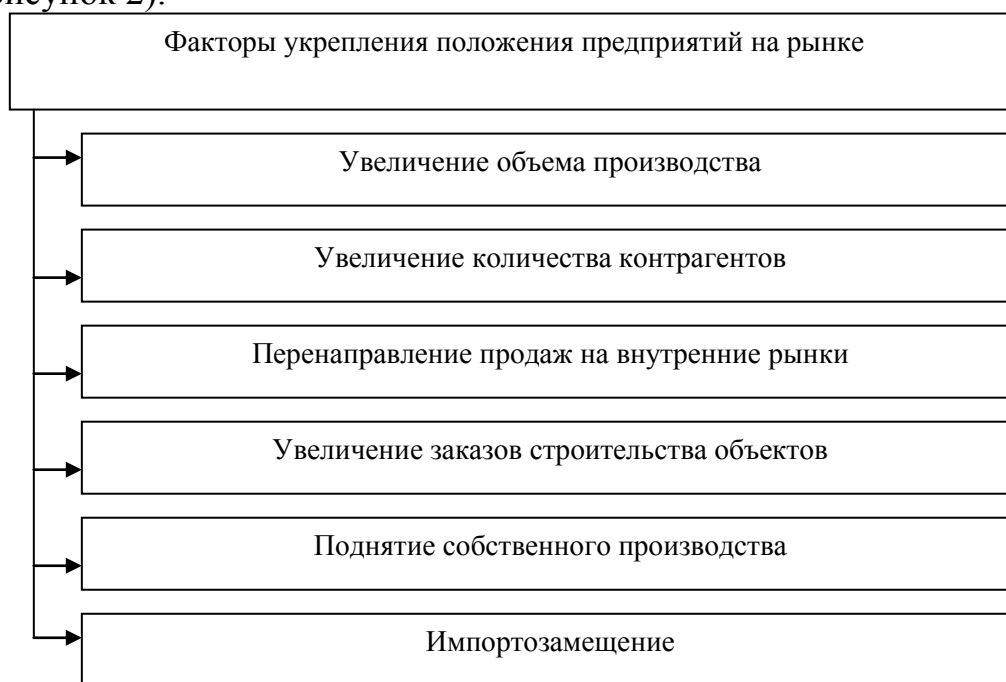 2).
Факторы укрепления положения предприятий на рынке
Увеличение объема производства
Увеличение количества контрагентов
Перенаправление продаж на внутренние рынки
Увеличение заказов строительства объектов
Поднятие собственного производства
Импортозамещение